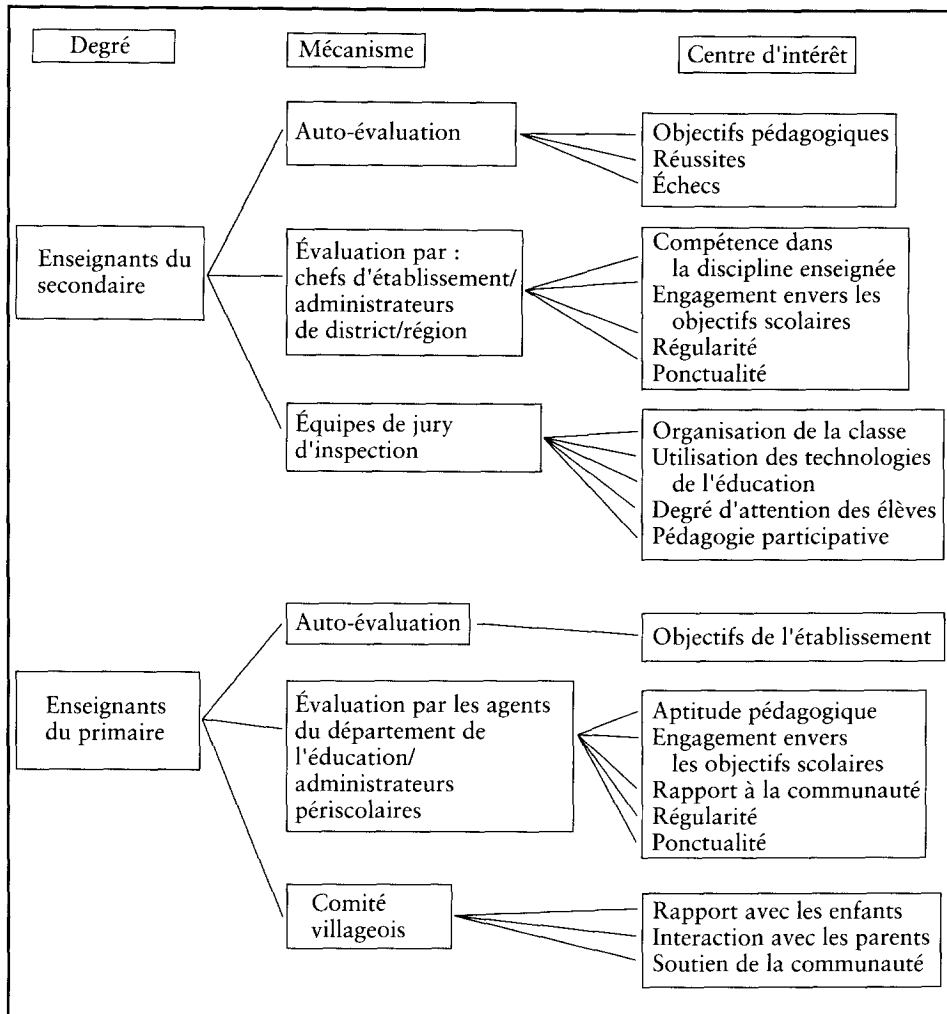 Degré
Mécanisme
Centre d'intérêt
Auto-évaluation
Objectifs pédagogiques
Réussites
Échecs
Enseignants du
secondaire
Évaluation par :
chefs d'établissement/
administrateurs
de district/région
Compétence dans
la discipline enseignée
Engagement envers les
objectifs scolaires
Régularité
Ponctualité
Équipes de jury
d'inspection
Organisation de la classe
Utilisation des technologies
de l'éducation
Degré d'attention des élèves
Pédagogie participative
Auto-évaluation
Objectifs de l'établissement
Enseignants
du primaire
Évaluation par les agents
du département de
l'éducation/
administrateurs
périscolaires
Aptitude pédagogique
Engagement envers
les objectifs scolaires
Rapport à la communauté
Régularité
Ponctualité
Comité
villageois
Rapport avec les enfants
Interaction avec les parents
Soutien de la communauté